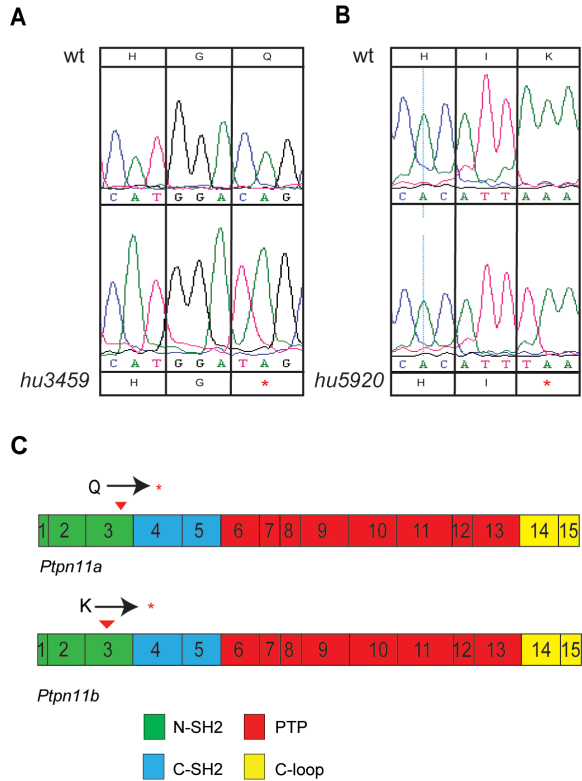 A
wt
H G Q
C A T G G A C A G
C A T G G A T A G
hu3459
H G *
B
wt
H I K
C A C A T T A A A
C A C A T T T A A
hu5920
H I *
C
Q *
1 2 3 4 5 6 7 8 9 10 11 12 13 14 15
Ptpn11a
K *
1 2 3 4 5 6 7 8 9 10 11 12 13 14 15
Ptpn11b
N-SH2 PTP
C-SH2 C-loop